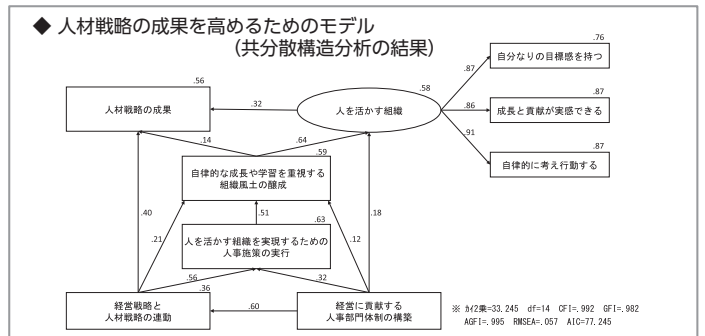 ◆ 人材戦略の成果を高めるためのモデル
（共分散構造分析の結果）
.76
自分なりの目標感を持つ
.56
.87
.58
人材戦略の成果
.32
人を活かす組織
.86
.87
成長と貢献が実感できる
.91
.14
.64
.59
.87
自律的に考え行動する
自律的な成長や学習を重視する
組織風土の醸成
.40
.21
.51
.63
.12
.18
人を活かす組織を実現するための
人事施策の実行
.56
.32
.36
経営戦略と
人材戦略の連動
.60
経営に貢献する
人事部門体制の構築
※ カイ2乗=33.245 df=14 CFI=.992 GFI=.982
AGFI=.995 RMSEA=.057 AIC=77.245